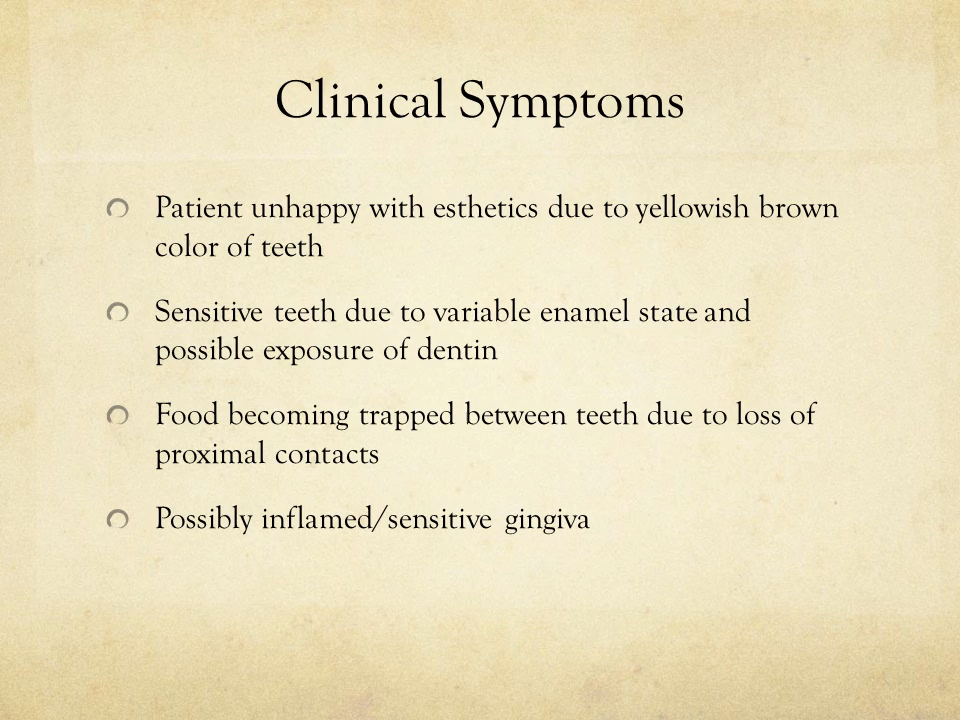 Clinical Symptoms
Patient unhappy with esthetics due to yellowish brown
color of teeth
Sensitive teeth due to variable enamel state and
possible exposure of dentin
Food becoming trapped between teeth due to loss of
proximal contacts
Possibly inflamed/sensitive gingiva